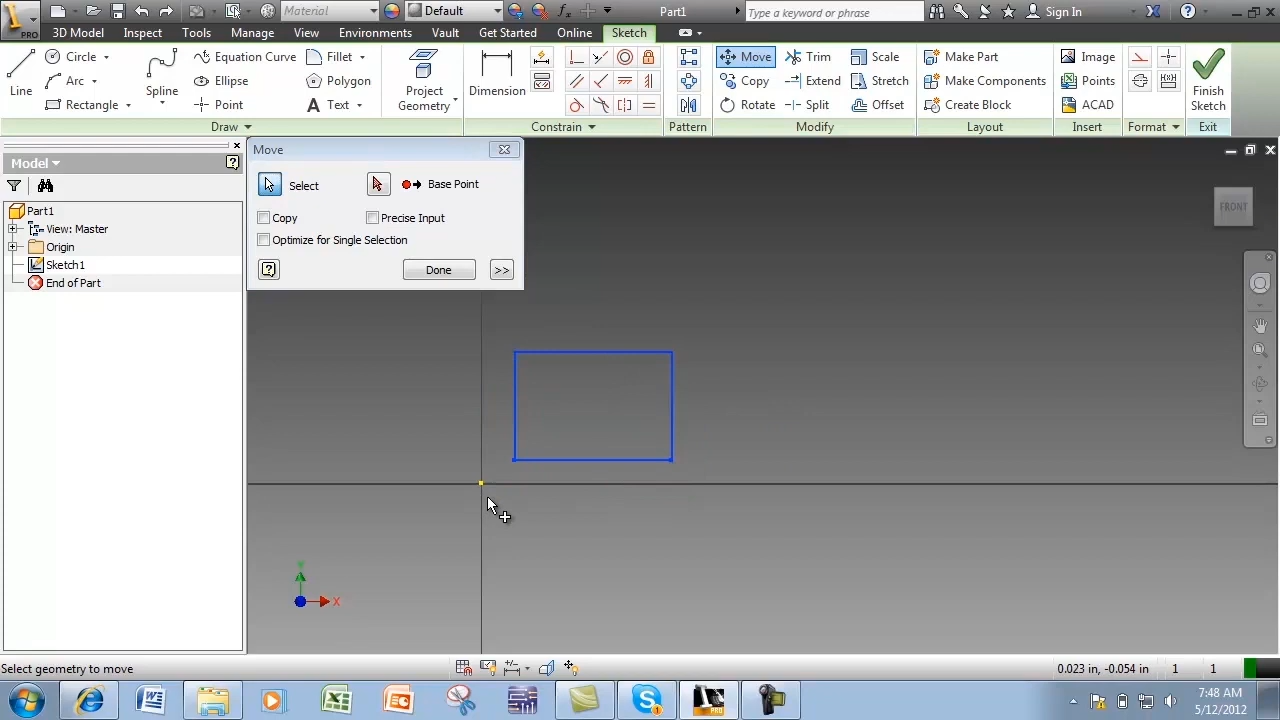 Material
Default
fx
Part1
Type a keyword or phrase
Sign In
PRO
3D Model
Inspect
Tools
Manage
View
Environments
Vault
Get Started
Online
Sketch
Line
Circle
Arc
Rectangle
Spline
Equation Curve
Ellipse
Point
Fillet
Polygon
A Text
Project
Geometry
Dimension
Move
Copy
Rotate
Trim
Extend
Split
Scale
Stretch
Offset
Make Part
Make Components
Create Block
Image
Points
ACAD
Finish
Sketch
Draw
Constrain
Pattern
Modify
Layout
Insert
Format
Exit
Model
Part1
View: Master
Origin
Sketch1
End of Part
Move
Select
Base Point
Copy
Precise Input
Optimize for Single Selection
Done
>>
FRONT
X
Select geometry to move
0.023 in, -0.054 in
1
1
PRO
7:48 AM
5/12/2012